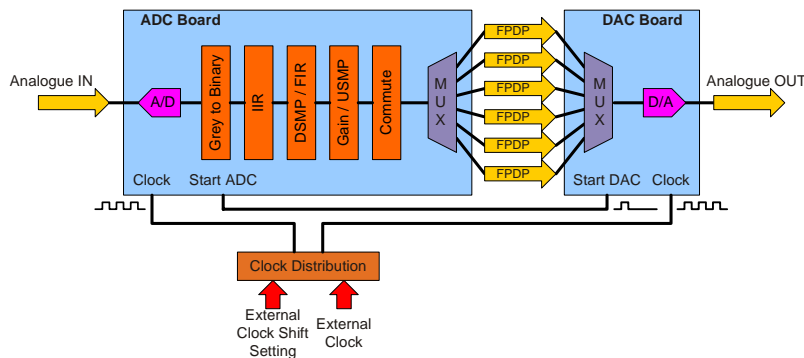 ADC Board
DAC Board
Analogue IN
A/D
Grey to Binary
IIR
DSMP / FIR
Gain / USMP
Commute
M
U
X
FPDP
FPDP
FPDP
FPDP
FPDP
FPDP
M
U
X
D/A
Analogue OUT
Clock
Start ADC
Start DAC
Clock
Clock Distribution
External
Clock Shift
Setting
External
Clock